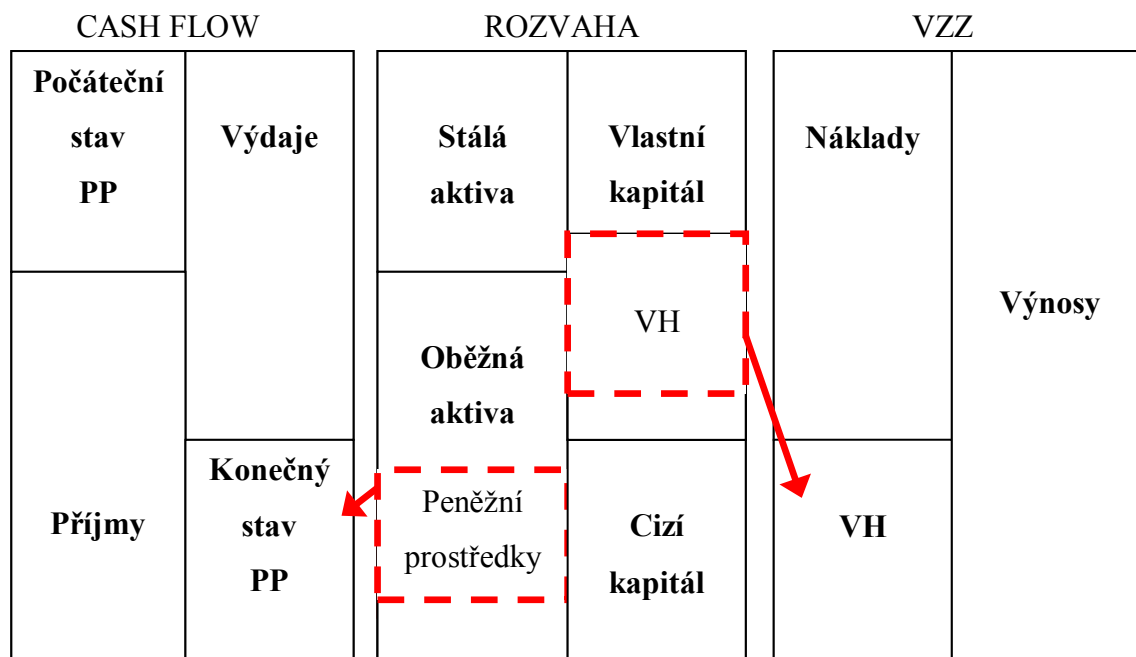 CASH FLOW
Počáteční
stav
PP
Výdaje
Příjmy
Konečný
stav
PP
ROZVAHA
Stálá
aktiva
Vlastní
kapitál
VH
Oběžná
aktiva
Peněžní
prostředky
Cizí
kapitál
VZZ
Náklady
Výnosy
VH